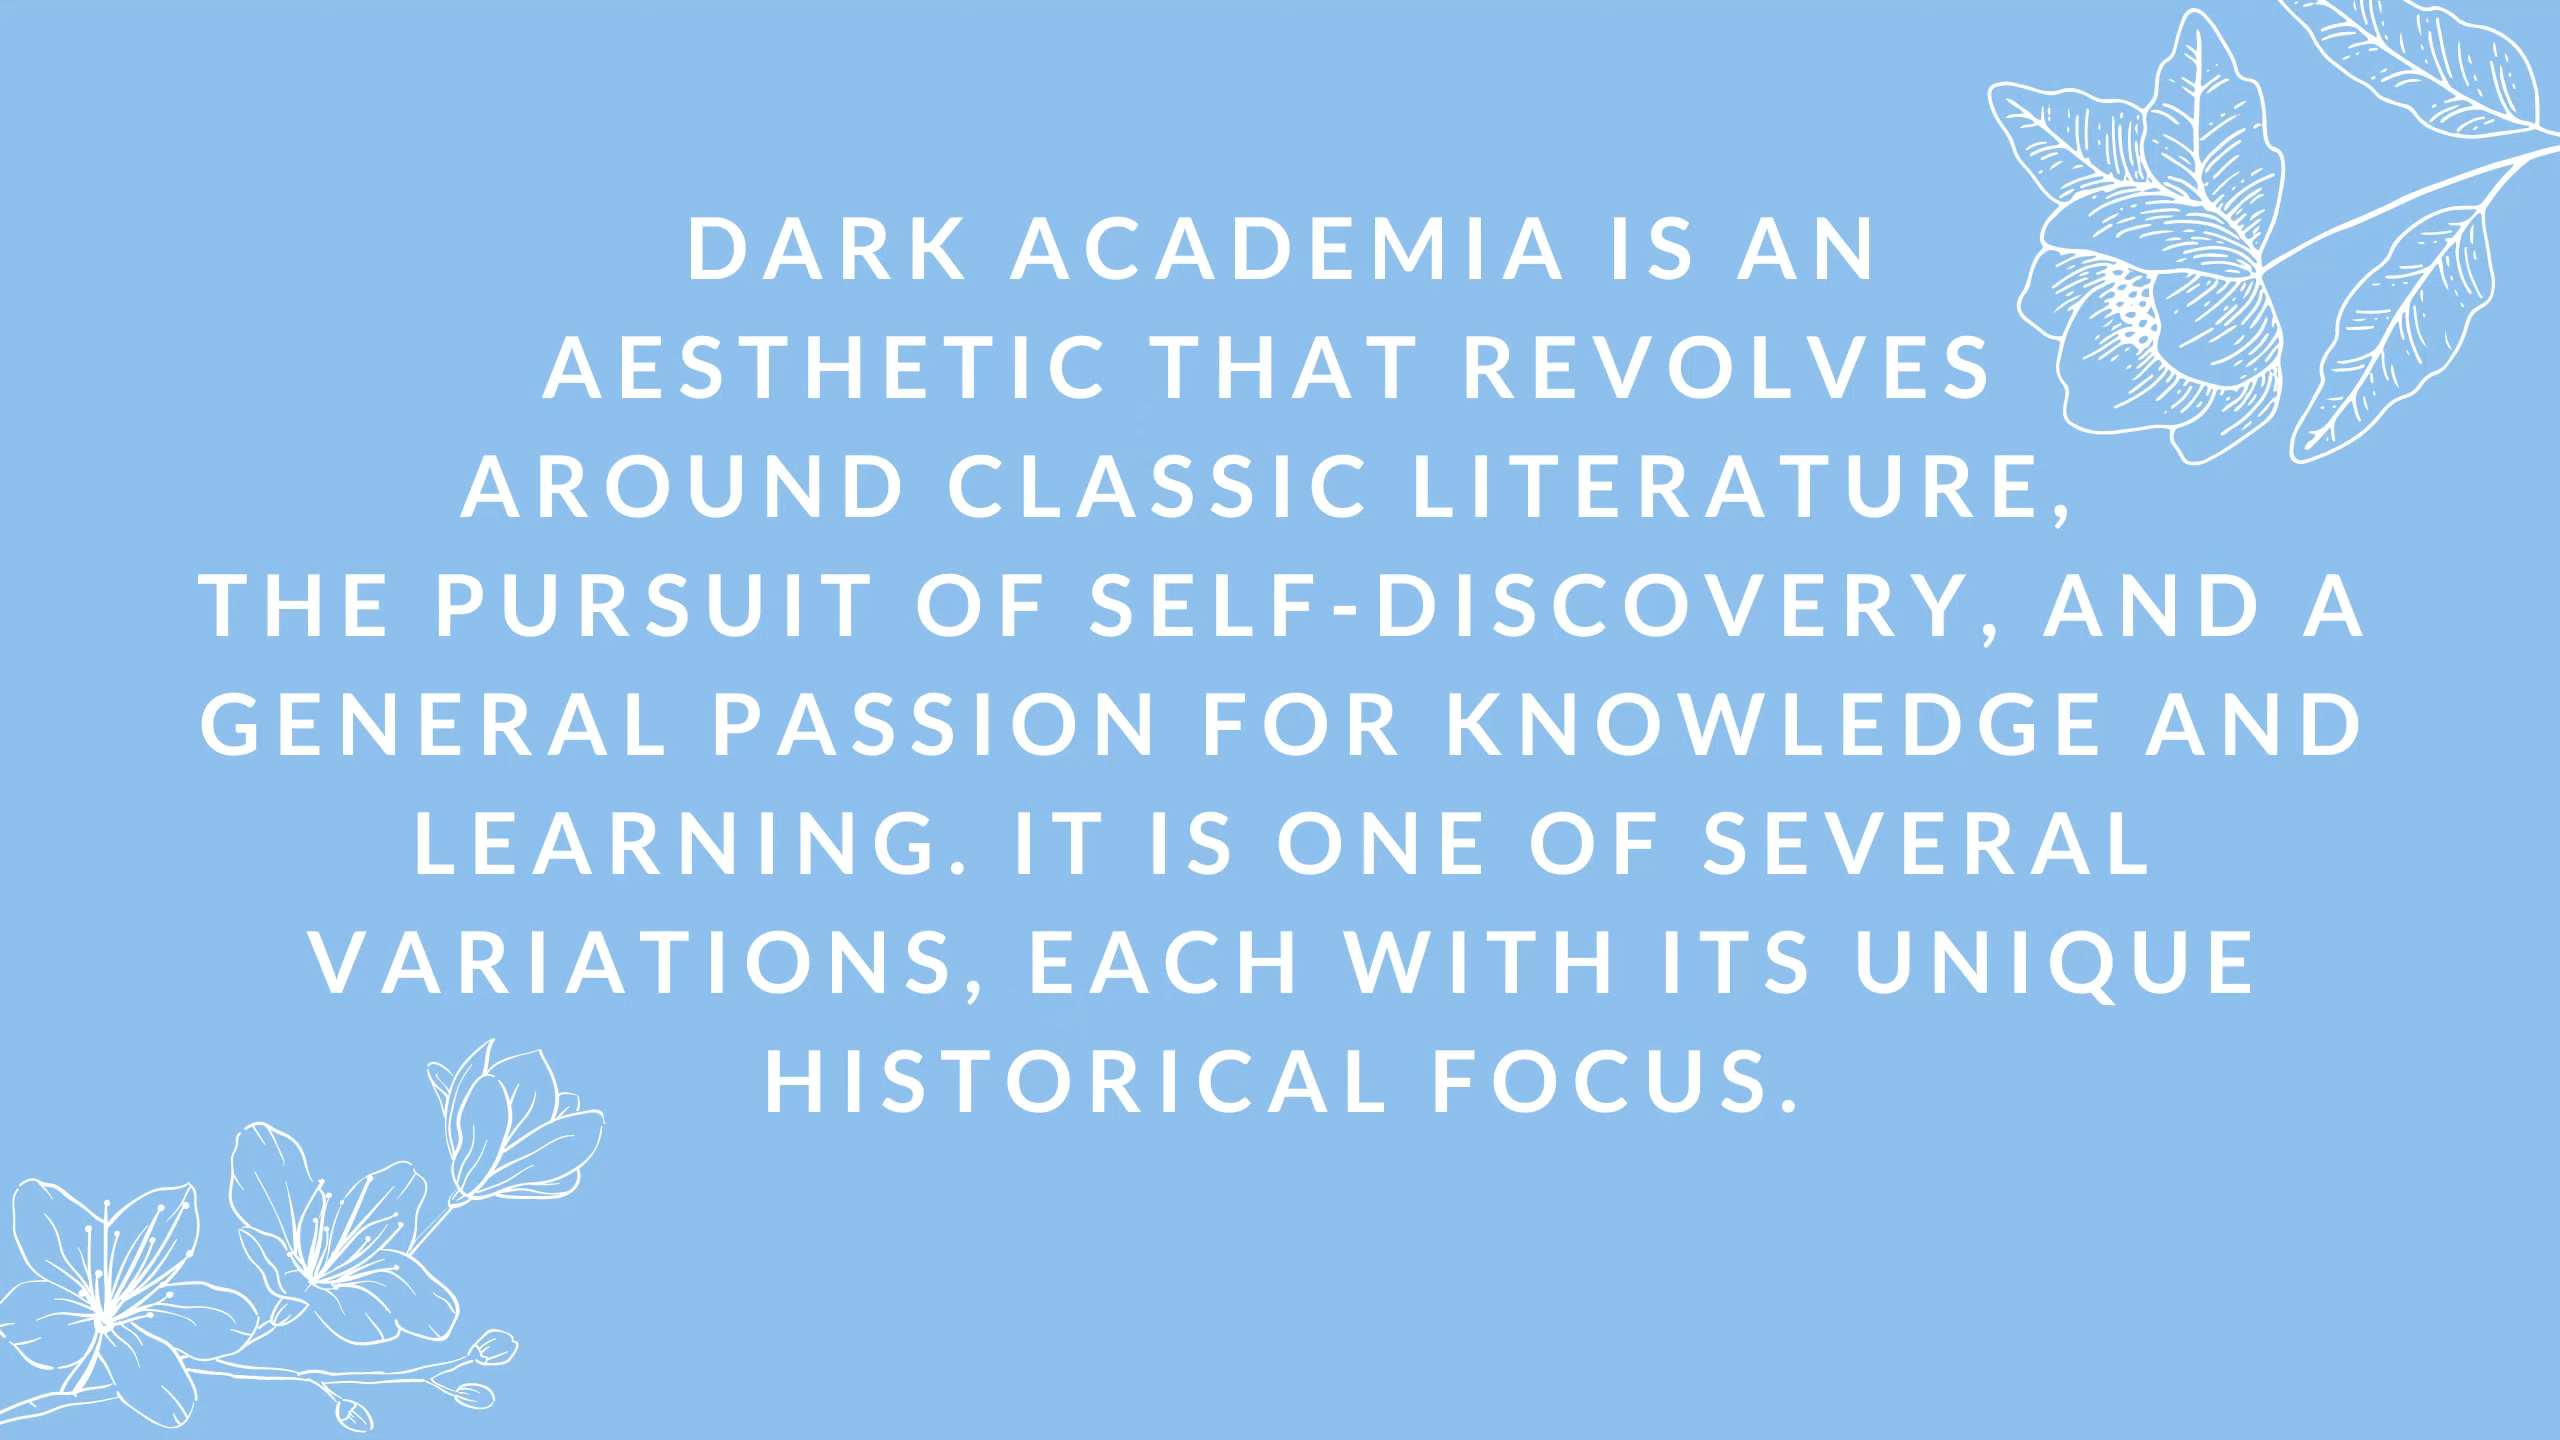 DARK ACADEMIA IS AN
AESTHETIC THAT REVOLVES
AROUND CLASSIC LITERATURE,
THE PURSUIT OF SELF-DISCOVERY, AND A
GENERAL PASSION FOR KNOWLEDGE AND
LEARNING. IT IS ONE OF SEVERAL
VARIATIONS, EACH WITH ITS UNIQUE
HISTORICAL FOCUS.